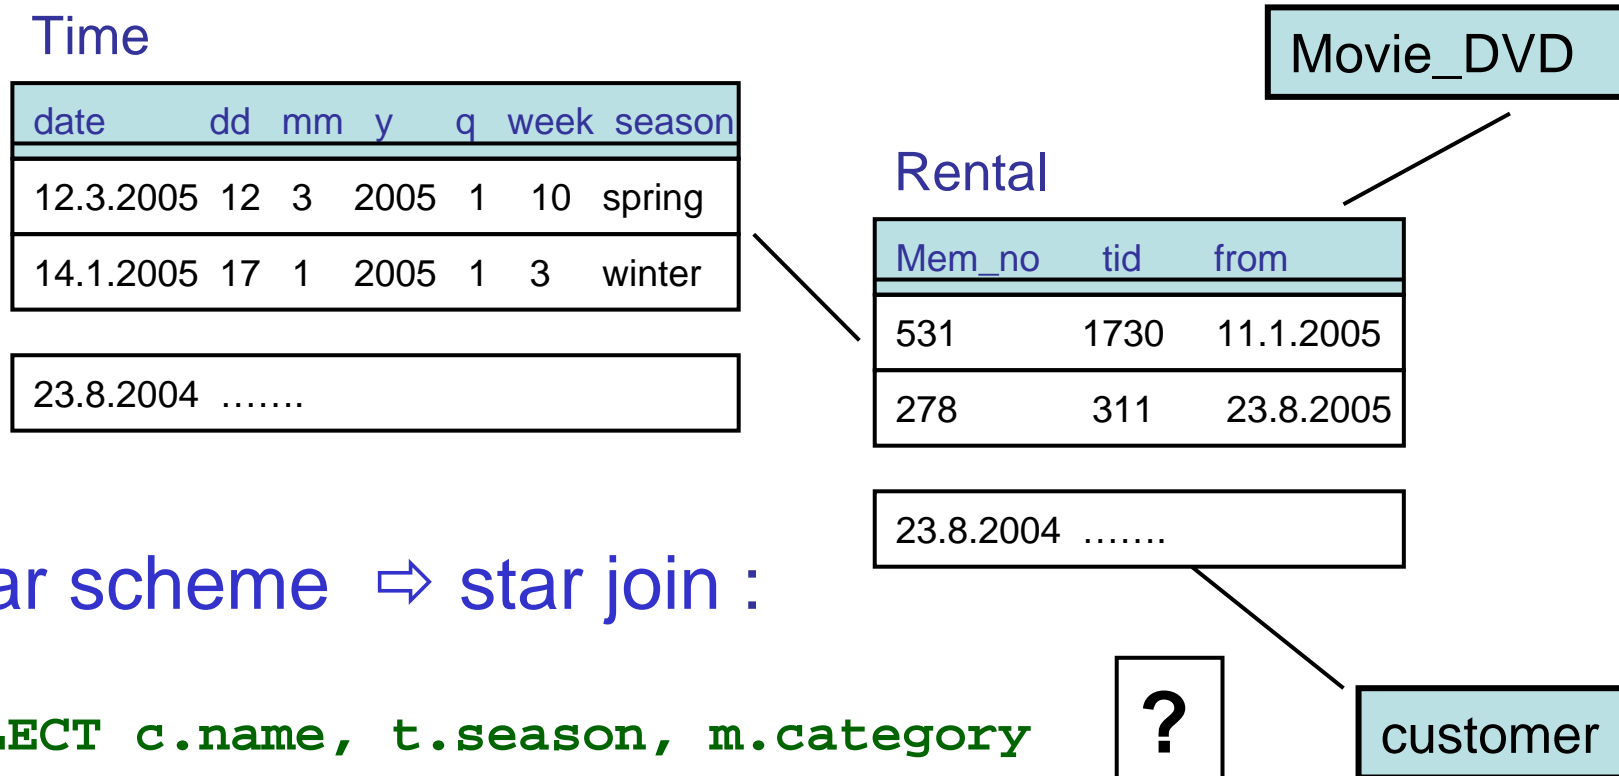 Time
date dd mm y q week season
12.3.2005 12 3 2005 1 10 spring
14.1.2005 17 1 2005 1 3 winter
23.8.2004 …….
Movie_DVD
Rental
Mem_no tid from
531 1730 11.1.2005
278 311 23.8.2005
23.8.2004 …….
ar scheme ⇨ star join :
LECT c.name, t.season, m.category
?
customer